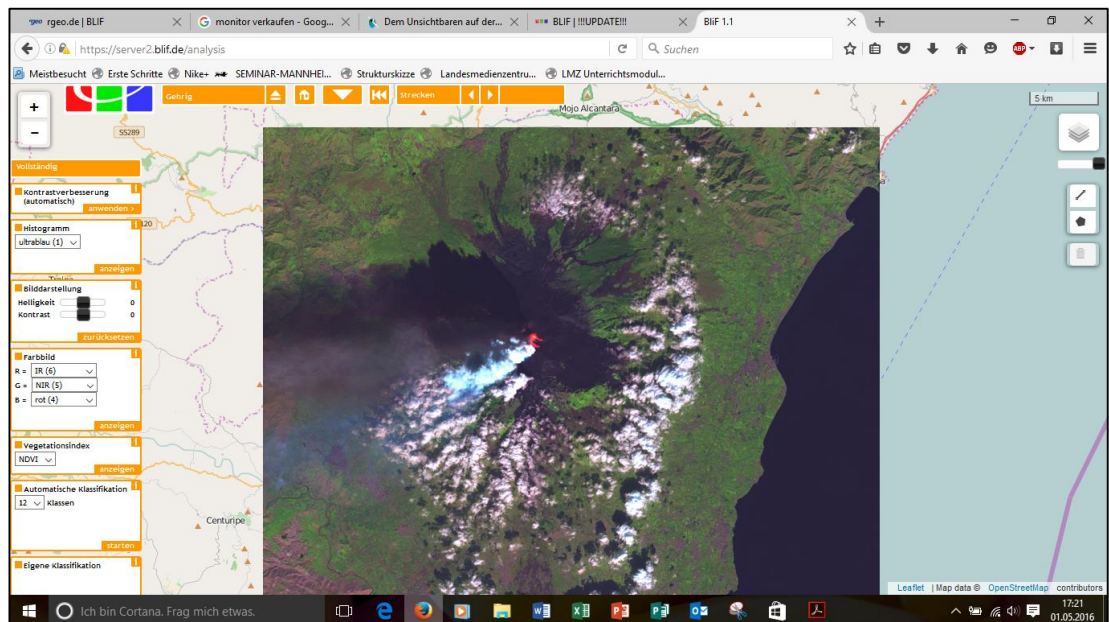 rgeo rgeo.de | BLIF
monitor verkaufen - Goog...
Dem Unsichtbaren auf der...
BLIF | !!!UPDATE!!!
BliF 1.1
https://server2.blif.de/analysis
Suchen
ABP
Meistbesucht
Erste Schritte
Nike+
SEMINAR-MANNHEI...
Strukturskizze
Landesmedienzentru...
LMZ Unterrichtsmodul...
Gehrig
Strecken
Mojo Alcantara
5 km
+
-
SS289
Vollständig
Kontrastverbesserung
(automatisch)
anwenden >
Histogramm
120
ultrablau (1)
anzeigen
Bilddarstellung
Helligkeit 0
Kontrast 0
zurücksetzen
Farbbild
R = IR (6)
G = NIR (5)
B = rot (4)
anzeigen
Vegetationsindex
NDVI
anzeigen
Automatische Klassifikation
12 Klassen
starten
Centuripe
Eigene Klassifikation
Leaflet | Map data © OpenStreetMap contributors
Ich bin Cortana. Frag mich etwas.
17:21
01.05.2016